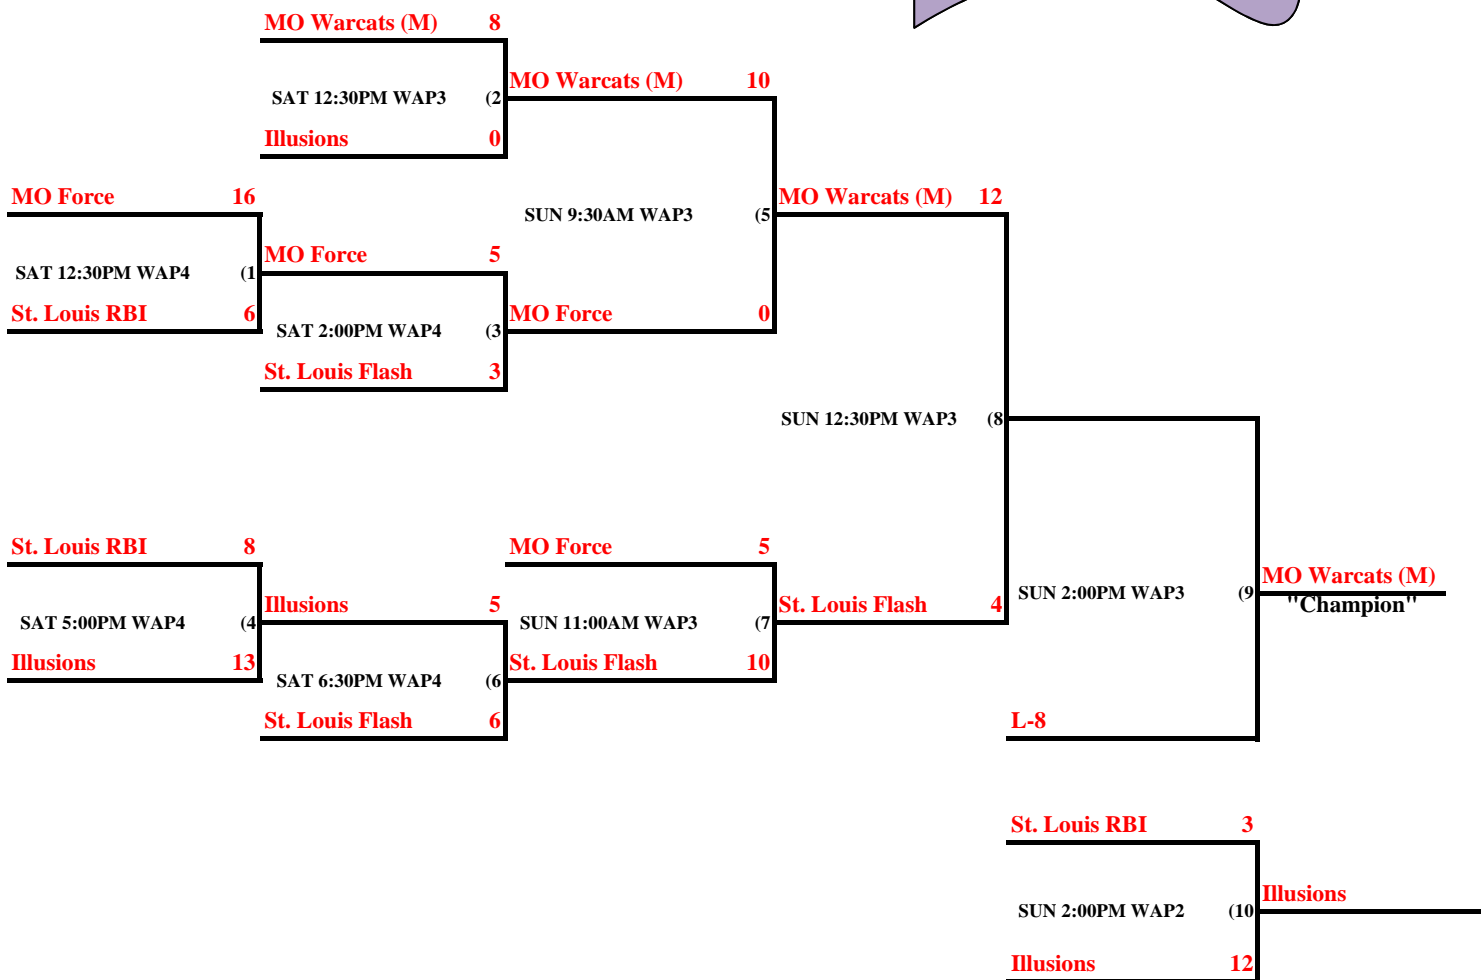 MO Warcats (M) 8
MO Warcats (M) 10
SAT 12:30PM WAP3 (2
Illusions 0
MO Force 16
MO Warcats (M) 12
SUN 9:30AM WAP3 (5
MO Force 5
SAT 12:30PM WAP4 (1
St. Louis RBI 6
MO Force 0
SAT 2:00PM WAP4 (3
St. Louis Flash 3
SUN 12:30PM WAP3 (8
St. Louis RBI 8
MO Force 5
MO Warcats (M)
SUN 2:00PM WAP3 (9
"Champion"
Illusions 5
St. Louis Flash 4
SAT 5:00PM WAP4 (4
SUN 11:00AM WAP3 (7
Illusions 13
St. Louis Flash 10
SAT 6:30PM WAP4 (6
St. Louis Flash 6
L-8
St. Louis RBI 3
Illusions
SUN 2:00PM WAP2 (10
Illusions 12